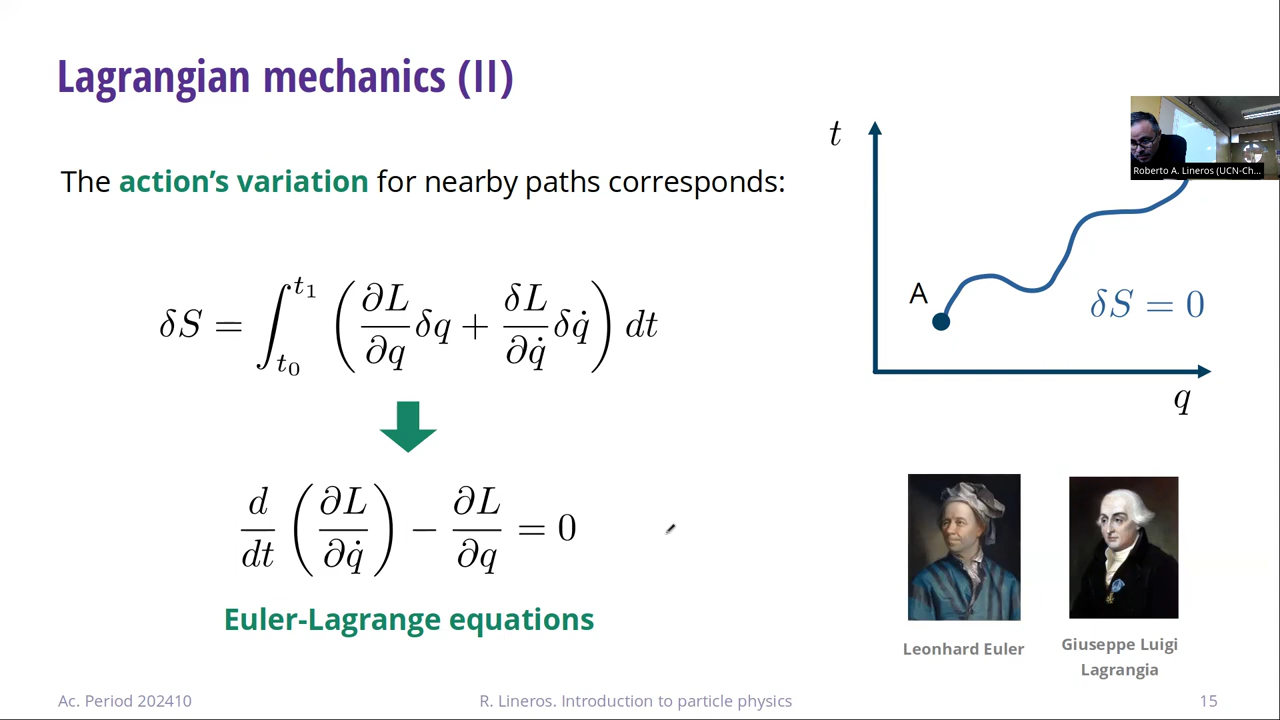 Lagrangian mechanics (II)
The action's variation for nearby paths corresponds:
δS = ∫_{t_0}^{t_1} (∂L/∂q δq + δL/∂q̇ δq̇) dt
d/dt (∂L/∂q̇) − ∂L/∂q = 0
Euler-Lagrange equations
t
Roberto A. Lineros (UCN-Ch...
A
δS = 0
q
Leonhard Euler
Giuseppe Luigi
Lagrangia
Ac. Period 202410
R. Lineros. Introduction to particle physics
15